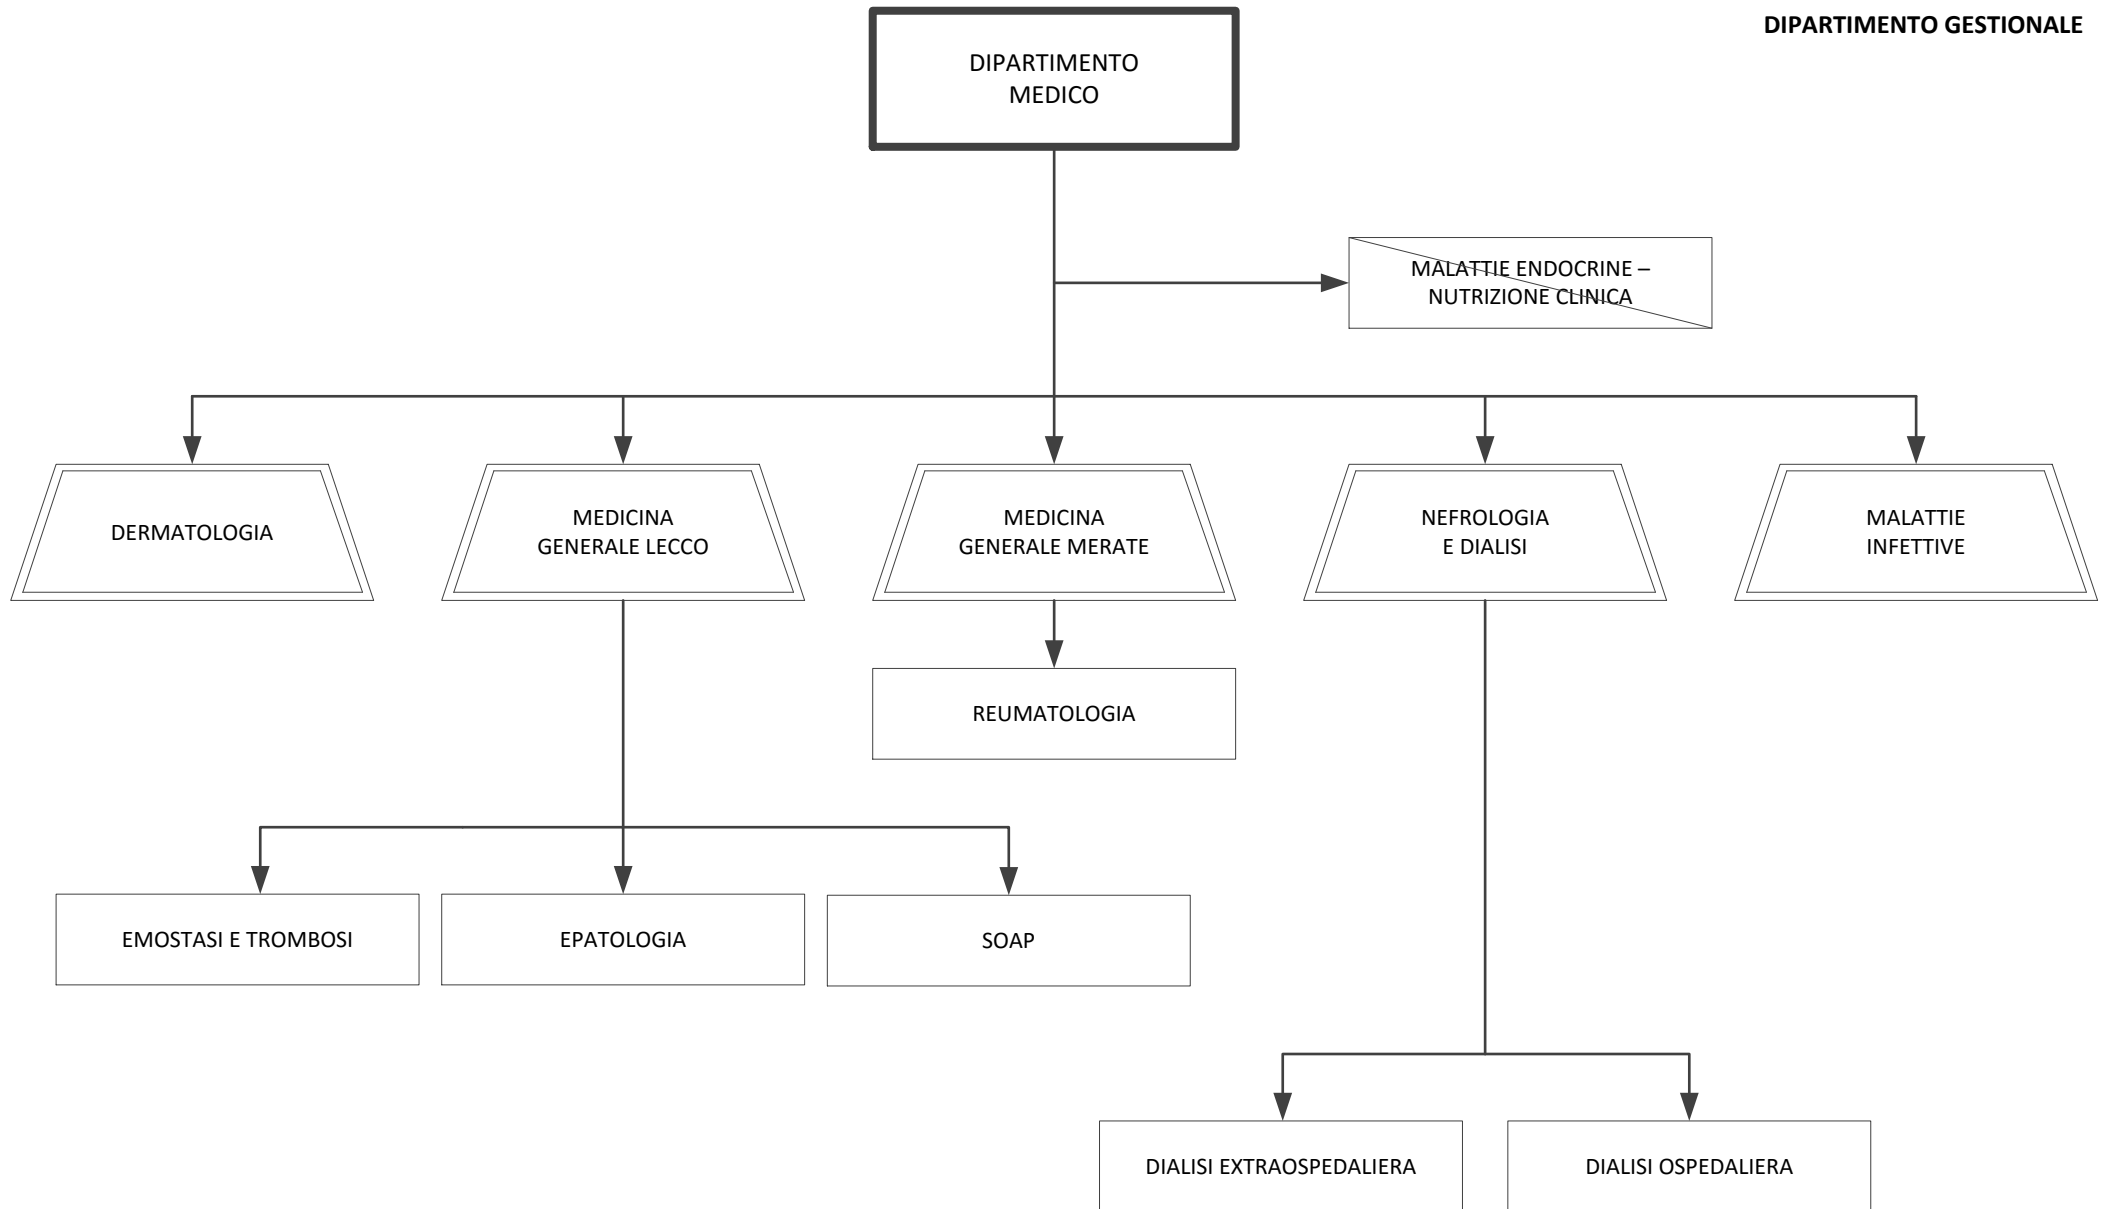 DIPARTIMENTO GESTIONALE
DIPARTIMENTO
MEDICO
MALATTIE ENDOCRINE –
NUTRIZIONE CLINICA
DERMATOLOGIA
MEDICINA
GENERALE LECCO
MEDICINA
GENERALE MERATE
NEFROLOGIA
E DIALISI
MALATTIE
INFETTIVE
REUMATOLOGIA
EMOSTASI E TROMBOSI
EPATOLOGIA
SOAP
DIALISI EXTRAOSPEDALIERA
DIALISI OSPEDALIERA